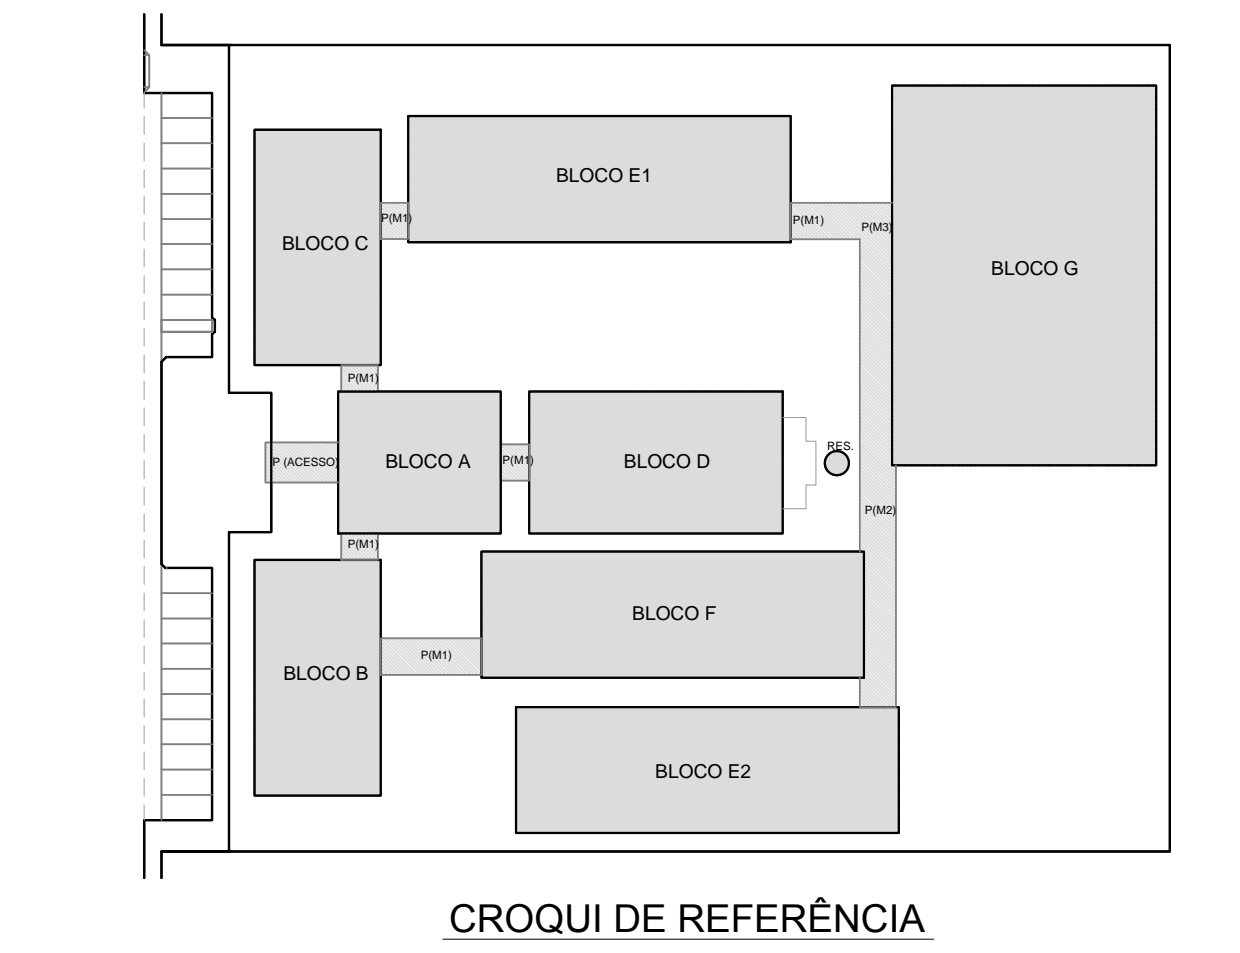 BLOCO E1
P(M1)
P(M1)
P(M3)
BLOCO C
BLOCO G
P(M1)
RES.
P (ACESSO)
BLOCO A
P(M1)
BLOCO D
P(M2)
P(M1)
BLOCO F
P(M1)
BLOCO B
BLOCO E2
CROQUI DE REFERÊNCIA